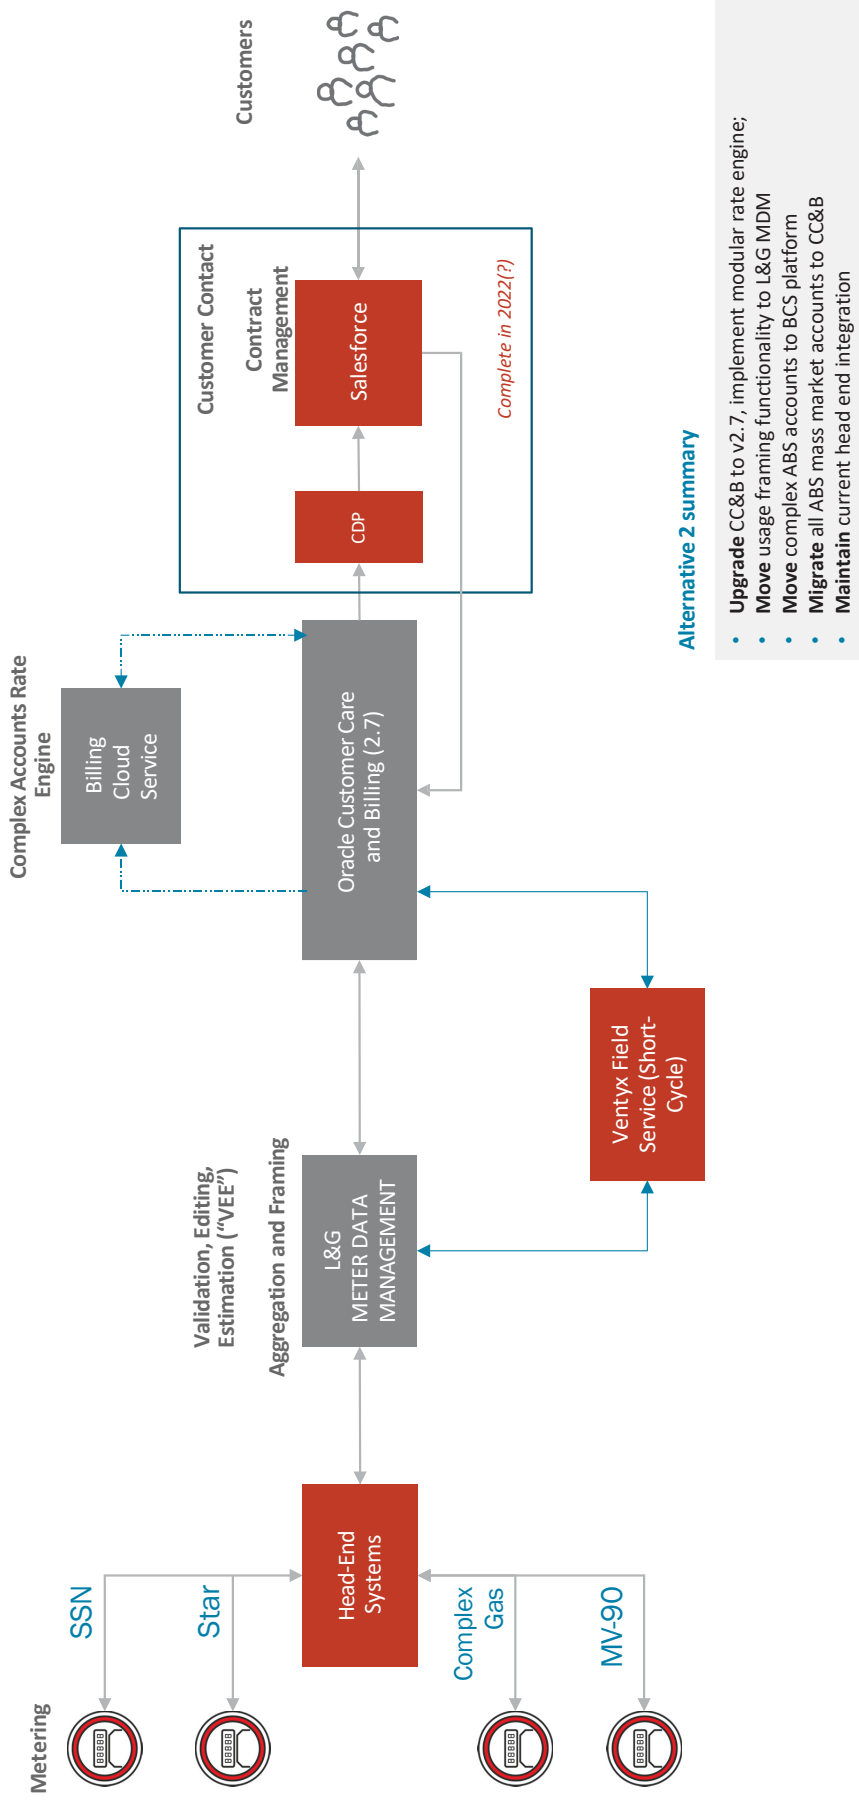 Metering
SSN
Star
Complex
Gas
MV-90
Head-End
Systems
Validation, Editing,
Estimation (“VEE”)
Aggregation and Framing
L&G
METER DATA
MANAGEMENT
Ventyx Field
Service (Short-
Cycle)
Complex Accounts Rate
Engine
Billing
Cloud
Service
Oracle Customer Care
and Billing (2.7)
Customer Contact
Contract
Management
CDP
Salesforce
Complete in 2022(?)
Customers
Alternative 2 summary
• Upgrade CC&B to v2.7, implement modular rate engine;
• Move usage framing functionality to L&G MDM
• Move complex ABS accounts to BCS platform
• Migrate all ABS mass market accounts to CC&B
• Maintain current head end integration